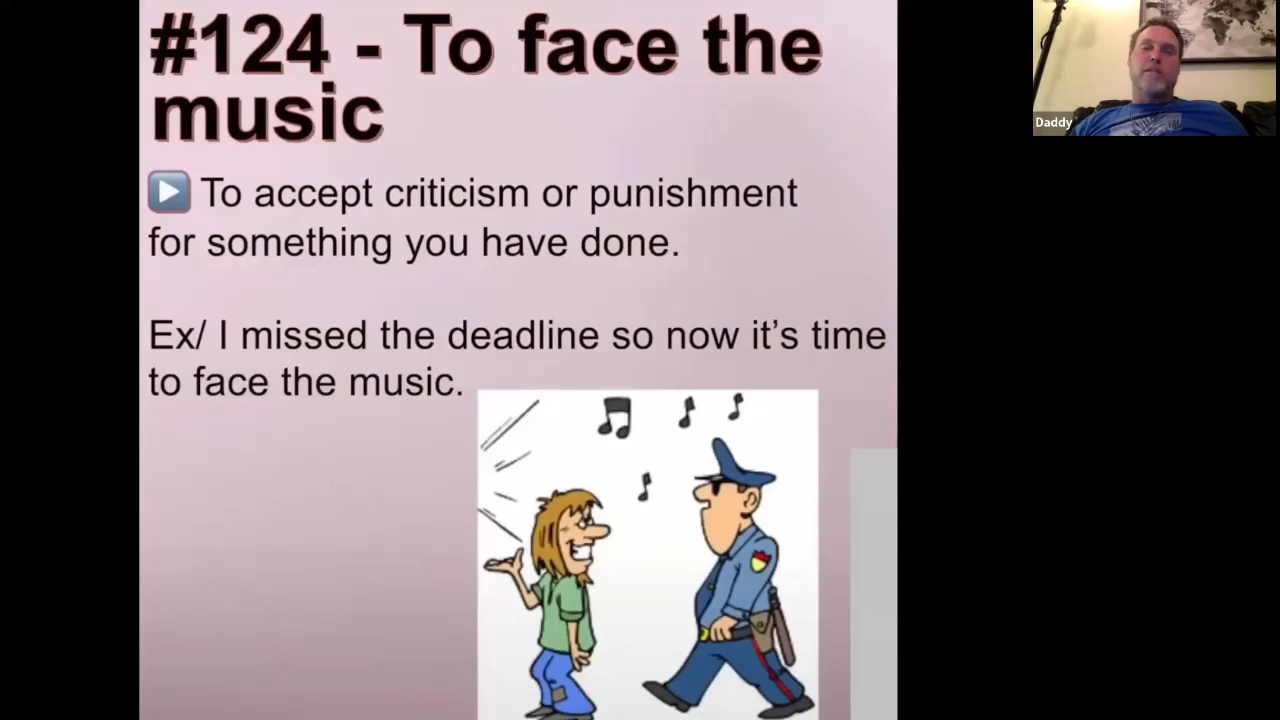 #124 - To face the
music
▶️ To accept criticism or punishment
for something you have done.
Ex/ I missed the deadline so now it’s time
to face the music.
Daddy